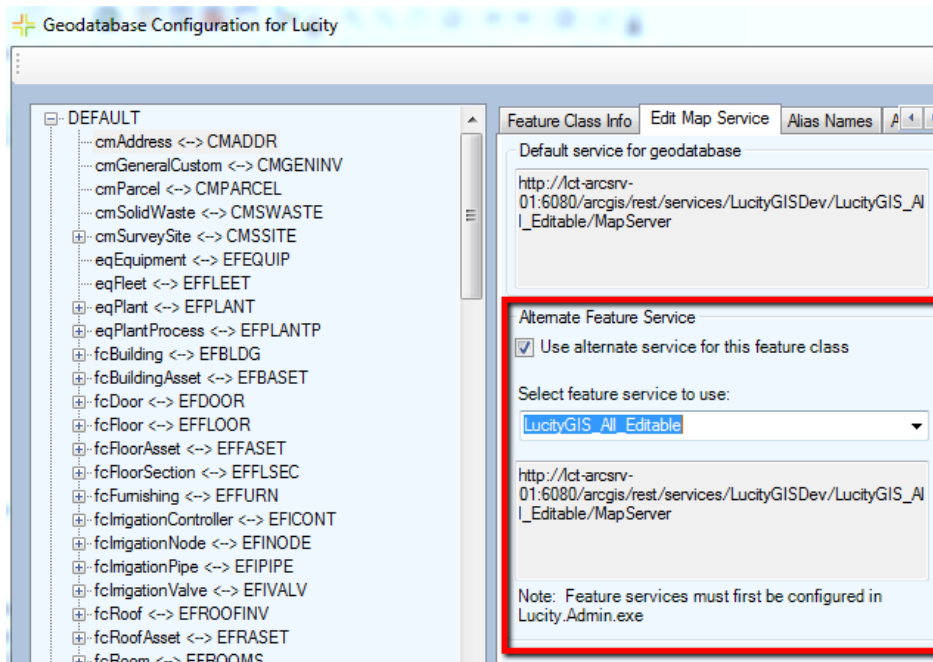 Geodatabase Configuration for Lucity
DEFAULT
cmAddress <--> CMADDR
cmGeneralCustom <--> CMGENINV
cmParcel <--> CMPARCEL
cmSolidWaste <--> CMSWASTE
cmSurveySite <--> CMSSITE
eqEquipment <--> EFEQUIP
eqFleet <--> EFFLEET
eqPlant <--> EFPLANT
eqPlantProcess <--> EFPLANTP
fcBuilding <--> EFBLDG
fcBuildingAsset <--> EFBASET
fcDoor <--> EFDOOR
fcFloor <--> EFFLOOR
fcFloorAsset <--> EFFASET
fcFloorSection <--> EFFLSEC
fcFurnishing <--> EFFURN
fcIrrigationController <--> EFICONT
fcIrrigationNode <--> EFINODE
fcIrrigationPipe <--> EFIPIPE
fcIrrigationValve <--> EFIVALV
fcRoof <--> EFROOFINV
fcRoofAsset <--> EFRASET
fcRoom <--> EFROOMS
Feature Class Info Edit Map Service Alias Names A
Default service for geodatabase
http://lct-arcsrv-
01:6080/arcgis/rest/services/LucityGISDev/LucityGIS_Al
l_Editable/MapServer
Alternate Feature Service
Use alternate service for this feature class
Select feature service to use:
LucityGIS_All_Editable
http://lct-arcsrv-
01:6080/arcgis/rest/services/LucityGISDev/LucityGIS_Al
l_Editable/MapServer
Note: Feature services must first be configured in
Lucity.Admin.exe